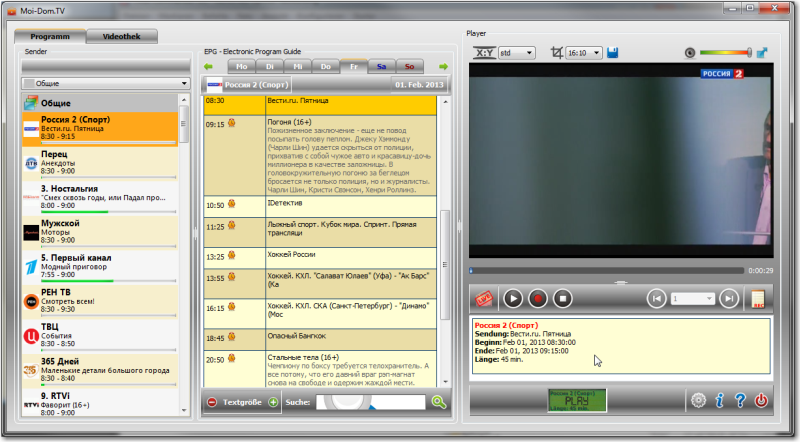 Moi-Dom.TV
Programm
Videothek
Sender
Общие
Общие
Россия 2 (Спорт)
Вести.ru. Пятница
8:30 - 9:15
Перец
Анекдоты
8:30 - 9:00
3. Ностальгия
"Смех сквозь годы, или Падал про...
8:00 - 9:00
Мужской
Моторы
8:30 - 9:00
5. Первый канал
Модный приговор
7:55 - 9:00
РЕН ТВ
Смотреть всем!
8:30 - 9:30
ТВЦ
События
8:30 - 8:50
365 Дней
Маленькие детали большого города
8:30 - 8:40
9. RTVi
Фаворит (16+)
8:00 - 9:00
EPG - Electronic Program Guide
Mo Di Mi Do Fr Sa So
Россия 2 (Спорт) 01. Feb. 2013
08:30 Вести.ru. Пятница
09:15 Погоня (16+)
Пожизненное заключение - еще не повод
посыпать голову пеплом. Джеку Хэммонду
(Чарли Шин) удается скрыться от полиции,
прихватив с собой чужое авто и красавицу-дочь
миллионера в качестве заложницы. В
головокружительную погоню за беглецом
бросается не только полиция, но и журналисты.
Чарли Шин, Кристи Свэнсон, Хенри Роллинз.
10:50 IDетектив
11:25 Лыжный спорт. Кубок мира. Спринт. Прямая
трансляци
13:25 Хоккей России
13:55 Хоккей. КХЛ. "Салават Юлаев" (Уфа) - "Ак Барс"
(Ка
16:15 Хоккей. КХЛ. СКА (Санкт-Петербург) - "Динамо"
(Мос
18:45 Опасный Бангкок
20:50 Стальные тела (16+)
Чемпиону по боксу требуется телохранитель. А
все потому, что его давний враг рэп-магнат
снова на свободе и одержим жаждой мести.
Textgröße
Suche:
Player
X:Y std 16:10
РОССИЯ 2
0:00:29
1
REC
Россия 2 (Спорт)
Sendung: Вести.ru. Пятница
Beginn: Feb 01, 2013 08:30:00
Ende: Feb 01, 2013 09:15:00
Länge: 45 min.
Россия 2 (Спорт)
PLAY
Länge: 45 min.